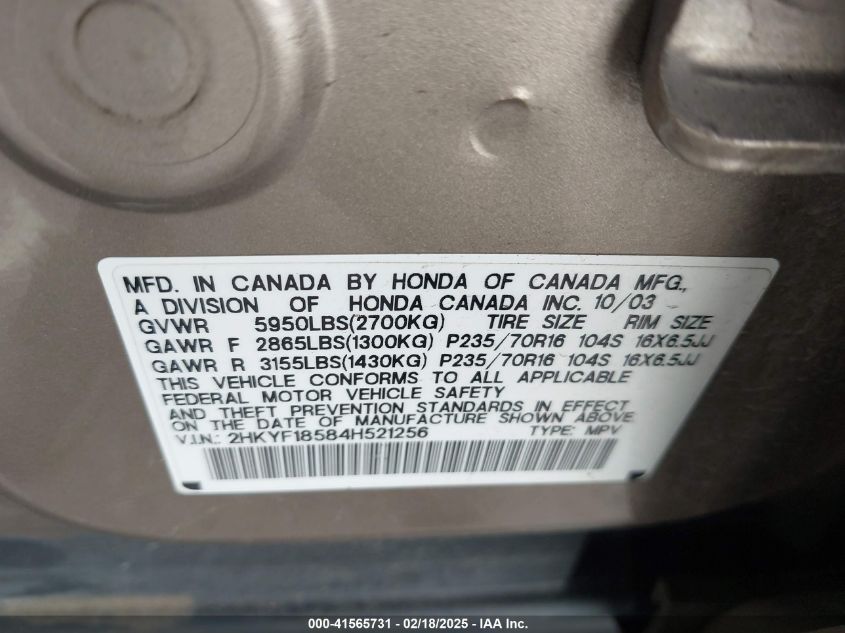 MFD. IN CANADA BY HONDA OF CANADA MFG.,
A DIVISION OF HONDA CANADA INC. 10/03
GVWR 5950LBS(2700KG) TIRE SIZE RIM SIZE
GAWR F 2865LBS(1300KG) P235/70R16 104S 16X6.5JJ
GAWR R 3155LBS(1430KG) P235/70R16 104S 16X6.5JJ
THIS VEHICLE CONFORMS TO ALL APPLICABLE
FEDERAL MOTOR VEHICLE SAFETY
AND THEFT PREVENTION STANDARDS IN EFFECT
ON THE DATE OF MANUFACTURE SHOWN ABOVE.
V.I.N.: 2HKYF18584H521256 TYPE: MPV
000-41565731 - 02/18/2025 - IAA Inc.